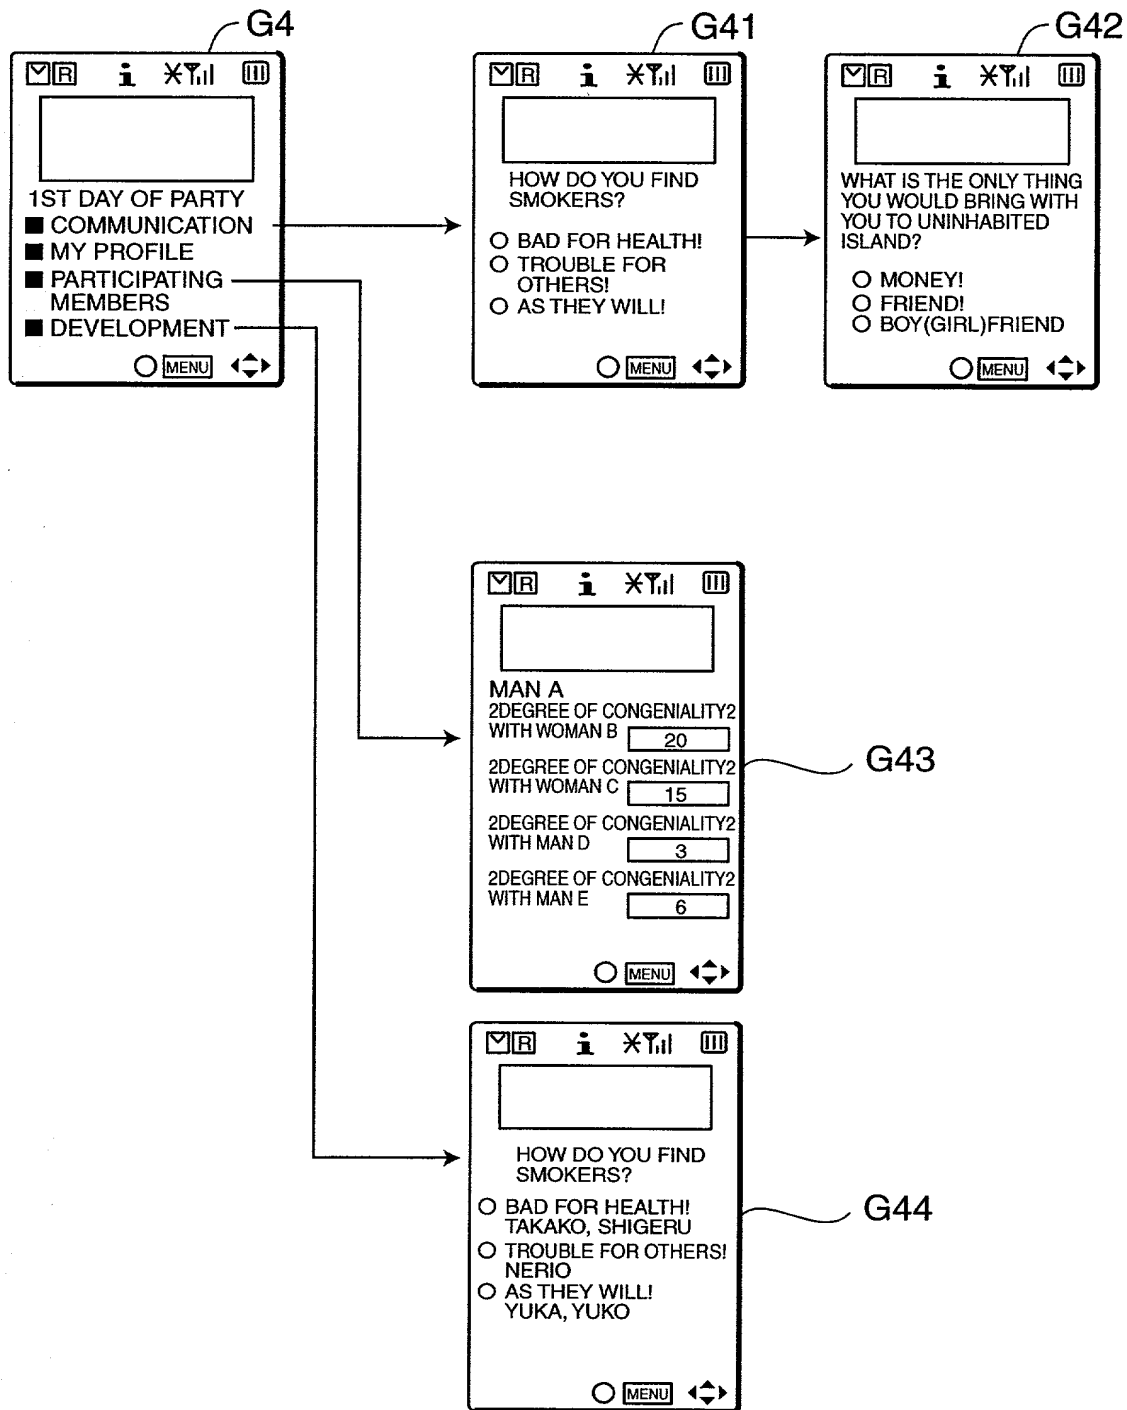 G4
R i
1ST DAY OF PARTY
■ COMMUNICATION
■ MY PROFILE
■ PARTICIPATING
MEMBERS
■ DEVELOPMENT
MENU
G41
R i
HOW DO YOU FIND
SMOKERS?
○ BAD FOR HEALTH!
○ TROUBLE FOR
OTHERS!
○ AS THEY WILL!
MENU
G42
R i
WHAT IS THE ONLY THING
YOU WOULD BRING WITH
YOU TO UNINHABITED
ISLAND?
○ MONEY!
○ FRIEND!
○ BOY(GIRL)FRIEND
MENU
G43
R i
MAN A
2DEGREE OF CONGENIALITY2
WITH WOMAN B 20
2DEGREE OF CONGENIALITY2
WITH WOMAN C 15
2DEGREE OF CONGENIALITY2
WITH MAN D 3
2DEGREE OF CONGENIALITY2
WITH MAN E 6
MENU
G44
R i
HOW DO YOU FIND
SMOKERS?
○ BAD FOR HEALTH!
TAKAKO, SHIGERU
○ TROUBLE FOR OTHERS!
NERIO
○ AS THEY WILL!
YUKA, YUKO
MENU